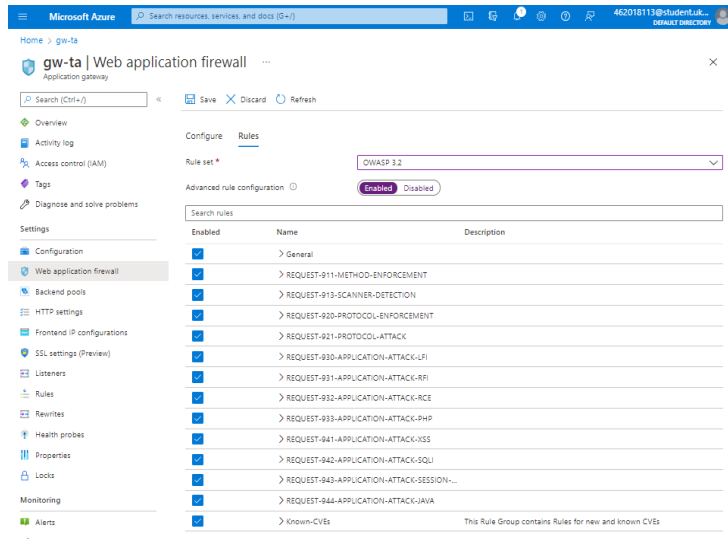 Microsoft Azure
Search resources, services, and docs (G+/)
1
462018113@student.uk...
DEFAULT DIRECTORY
Home > gw-ta
gw-ta | Web application firewall ...
Application gateway
Search (Ctrl+/)
«
Save Discard Refresh
Overview
Activity log
Access control (IAM)
Tags
Diagnose and solve problems
Settings
Configuration
Web application firewall
Backend pools
HTTP settings
Frontend IP configurations
SSL settings (Preview)
Listeners
Rules
Rewrites
Health probes
Properties
Locks
Monitoring
Alerts
Configure Rules
Rule set *
OWASP 3.2
Advanced rule configuration
Enabled Disabled
Search rules
Enabled Name Description
General
REQUEST-911-METHOD-ENFORCEMENT
REQUEST-913-SCANNER-DETECTION
REQUEST-920-PROTOCOL-ENFORCEMENT
REQUEST-921-PROTOCOL-ATTACK
REQUEST-930-APPLICATION-ATTACK-LFI
REQUEST-931-APPLICATION-ATTACK-RFI
REQUEST-932-APPLICATION-ATTACK-RCE
REQUEST-933-APPLICATION-ATTACK-PHP
REQUEST-941-APPLICATION-ATTACK-XSS
REQUEST-942-APPLICATION-ATTACK-SQLI
REQUEST-943-APPLICATION-ATTACK-SESSION-...
REQUEST-944-APPLICATION-ATTACK-JAVA
Known-CVEs This Rule Group contains Rules for new and known CVEs